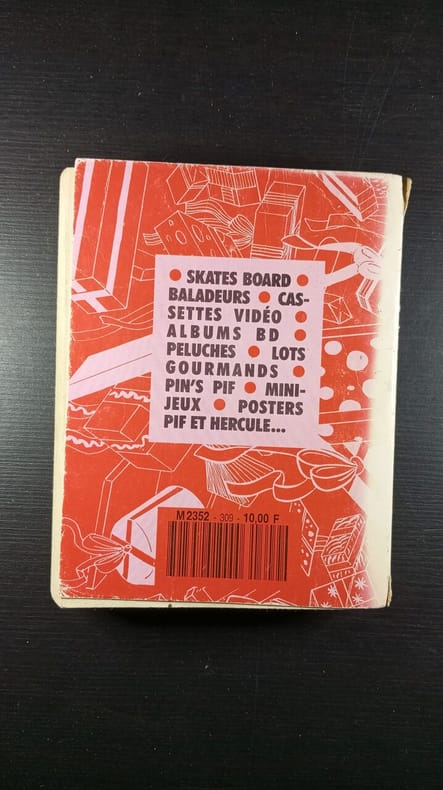 ● SKATES BOARD ●
BALADEURS ● CAS-
SETTES VIDÉO ●
ALBUMS BD ●
PELUCHES ● LOTS
GOURMANDS ●
PIN'S PIF ● MINI-
JEUX ● POSTERS
PIF ET HERCULE...
M 2352 - 309 - 10,00 F